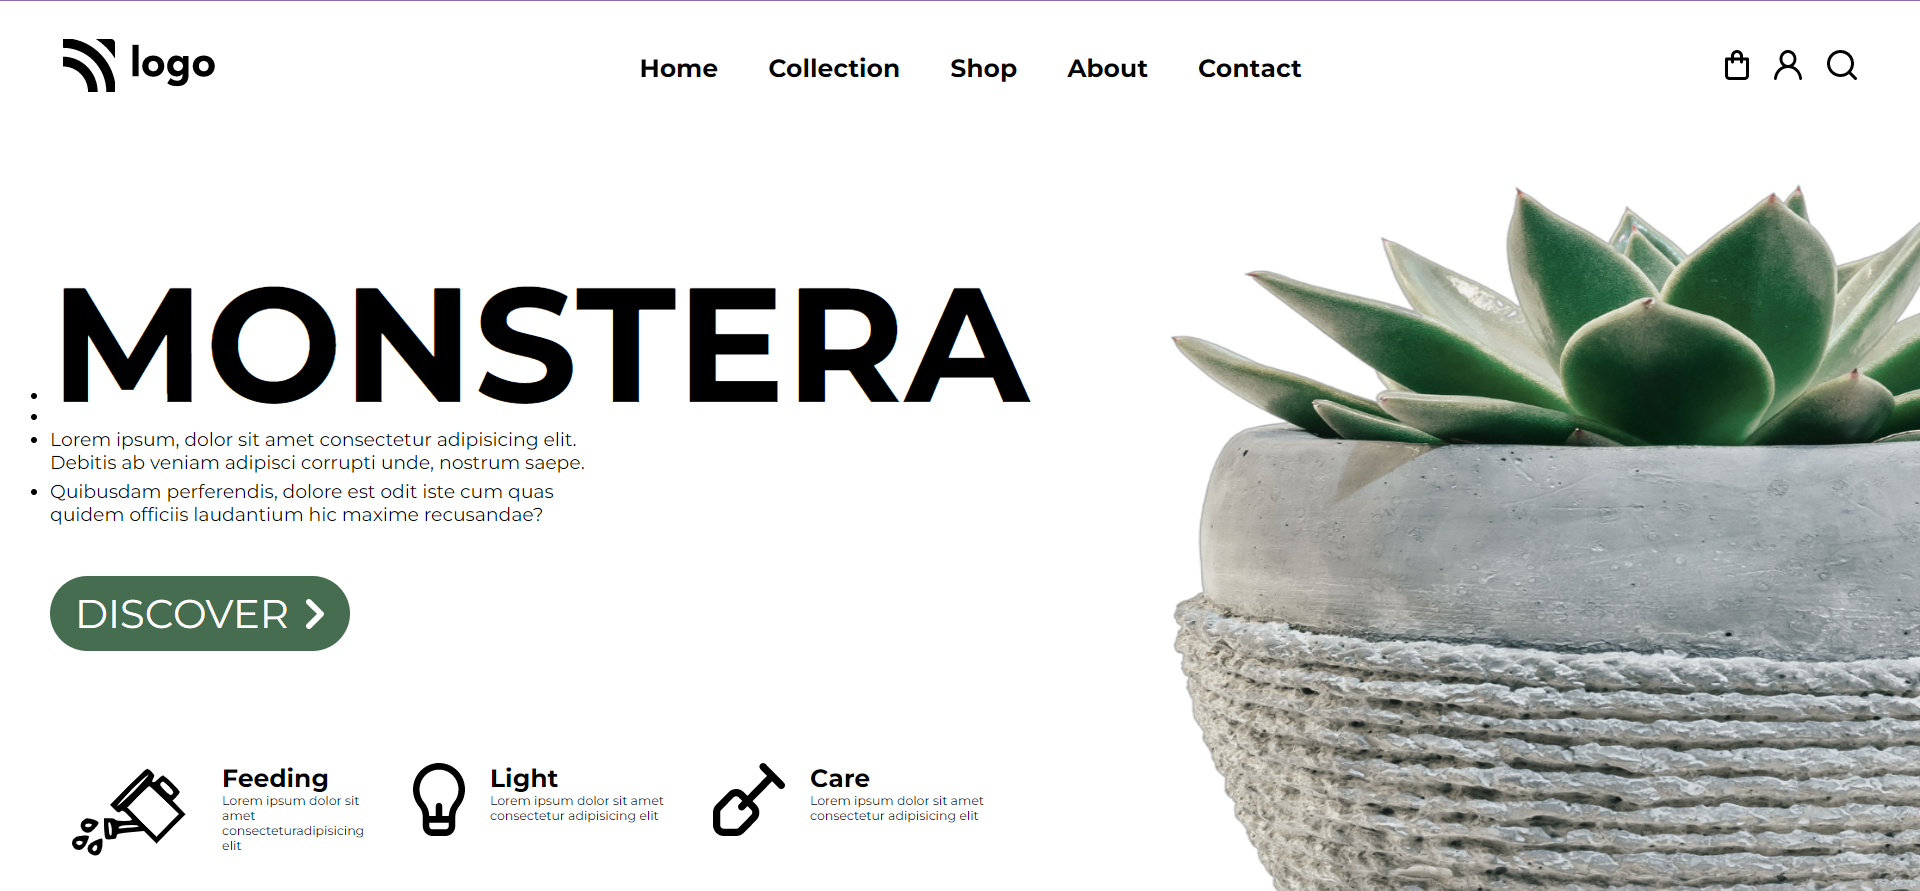 logo
Home Collection Shop About Contact
MONSTERA
Lorem ipsum, dolor sit amet consectetur adipisicing elit.
Debitis ab veniam adipisci corrupti unde, nostrum saepe.
Quibusdam perferendis, dolore est odit iste cum quas
quidem officiis laudantium hic maxime recusandae?
DISCOVER
Feeding
Lorem ipsum dolor sit
amet
consecteturadipisicing
elit
Light
Lorem ipsum dolor sit amet
consectetur adipisicing elit
Care
Lorem ipsum dolor sit amet
consectetur adipisicing elit